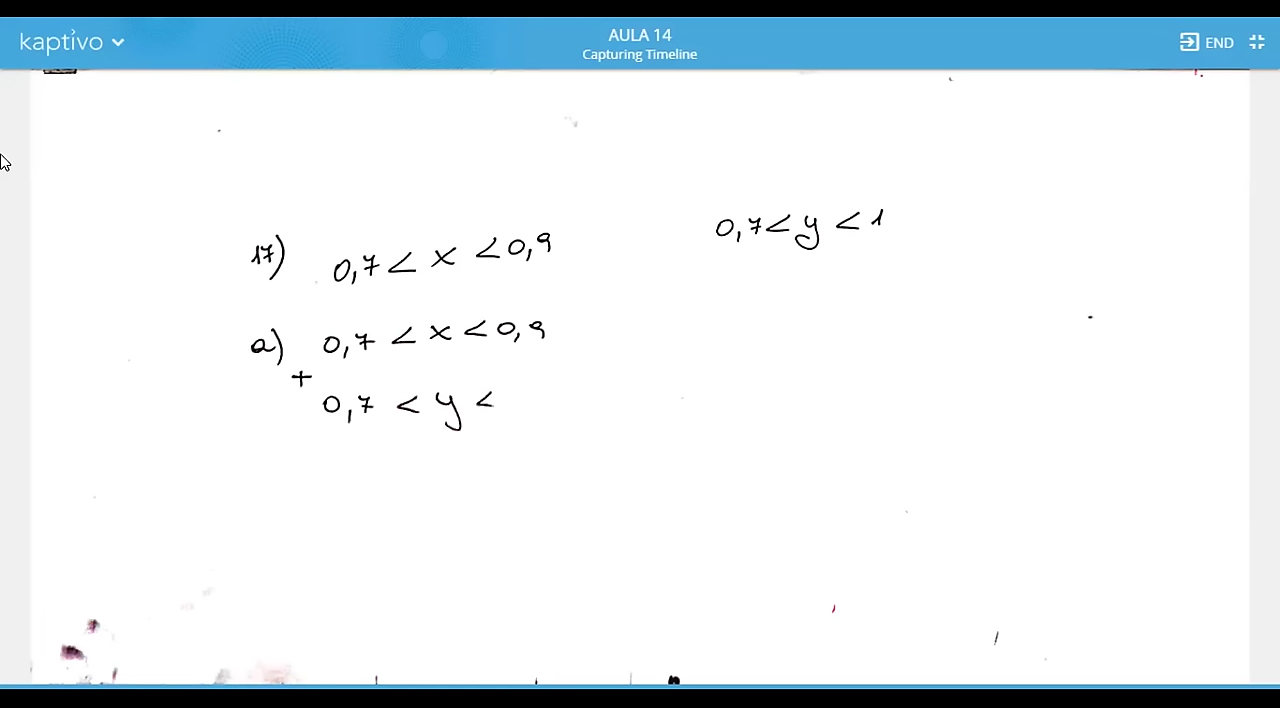 kaptivo
AULA 14
Capturing Timeline
END
17) 0,7 < x < 0,9
0,7 < y < 1
a) 0,7 < x < 0,9
+
0,7 < y <